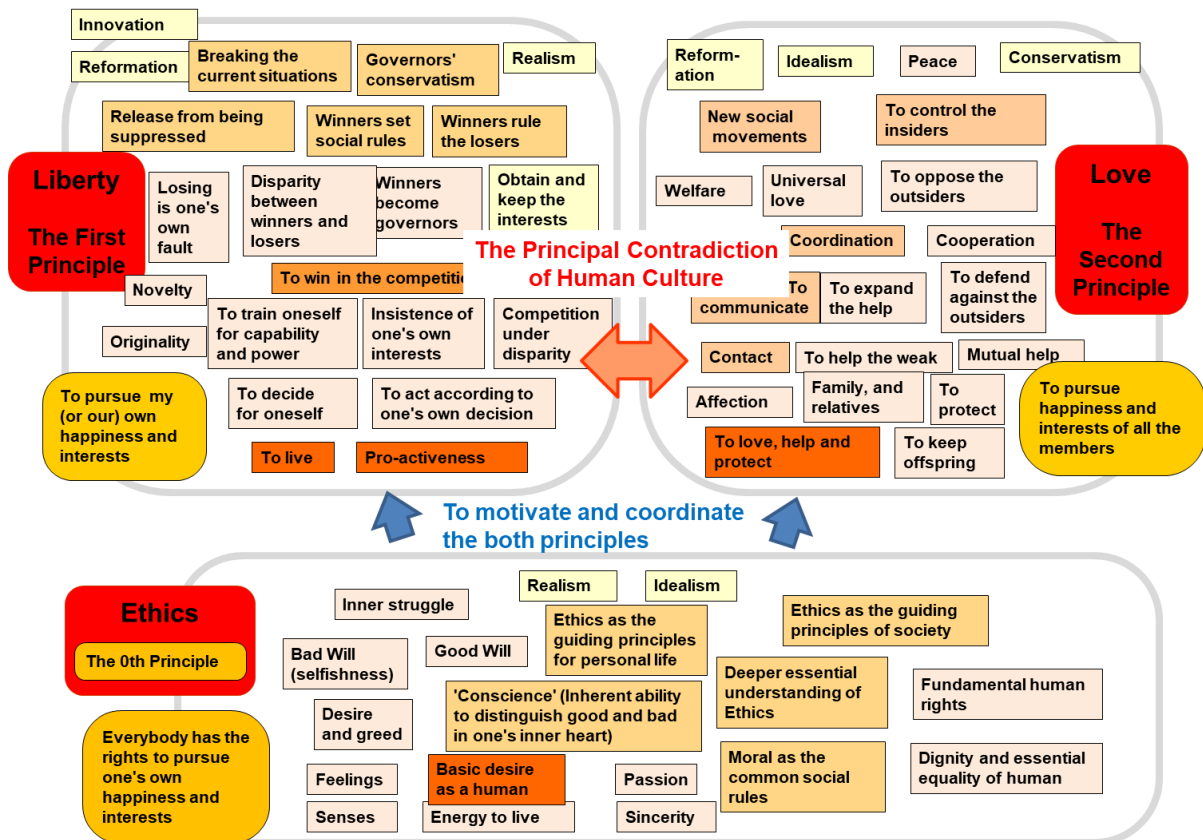 Innovation
Reformation
Breaking the
current situations
Governors'
conservatism
Realism
Release from being
suppressed
Winners set
social rules
Winners rule
the losers
Liberty
The First
Principle
Losing
is one's
own
fault
Disparity
between
winners and
losers
Winners
become
governors
Obtain and
keep the
interests
To win in the competitio
Novelty
Originality
To train oneself
for capability
and power
Insistence of
one's own
interests
Competition
under
disparity
To pursue my
(or our) own
happiness and
interests
To decide
for oneself
To act according to
one's own decision
To live
Pro-activeness
The Principal Contradiction
of Human Culture
Reform-
ation
Idealism
Peace
Conservatism
New social
movements
To control the
insiders
Welfare
Universal
love
To oppose the
outsiders
Love
The
Second
Principle
Coordination
Cooperation
To
communicate
To expand
the help
To defend
against the
outsiders
Contact
To help the weak
Mutual help
Affection
Family, and
relatives
To
protect
To pursue
happiness and
interests of all the
members
To love, help and
protect
To keep
offspring
To motivate and coordinate
the both principles
Ethics
The 0th Principle
Everybody has the
rights to pursue
one's own
happiness and
interests
Inner struggle
Realism
Idealism
Bad Will
(selfishness)
Good Will
Ethics as the
guiding principles
for personal life
Ethics as the guiding
principles of society
Desire
and greed
'Conscience' (Inherent ability
to distinguish good and bad
in one's inner heart)
Deeper essential
understanding of
Ethics
Fundamental human
rights
Feelings
Basic desire
as a human
Passion
Moral as the
common social
rules
Dignity and essential
equality of human
Senses
Energy to live
Sincerity